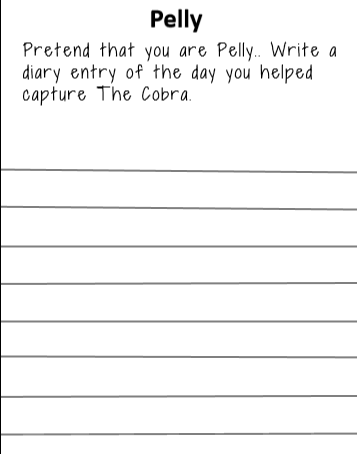 Pelly
Pretend that you are Pelly.. Write a
diary entry of the day you helped
capture The Cobra.